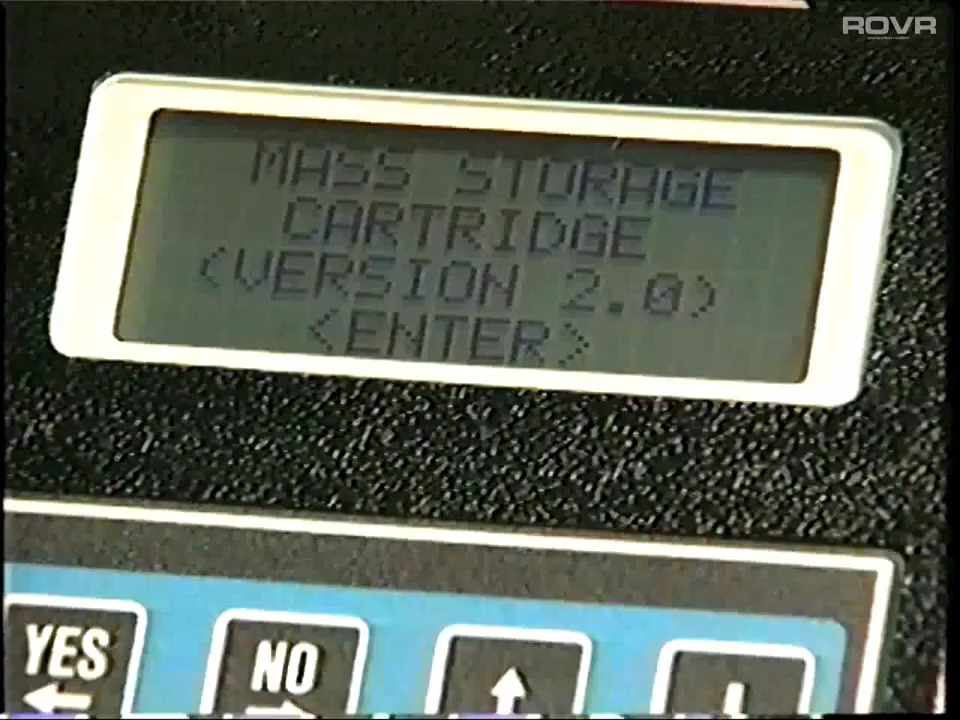 ROVR
MASS STORAGE
CARTRIDGE
(VERSION 2.0)
<ENTER>
YES
NO